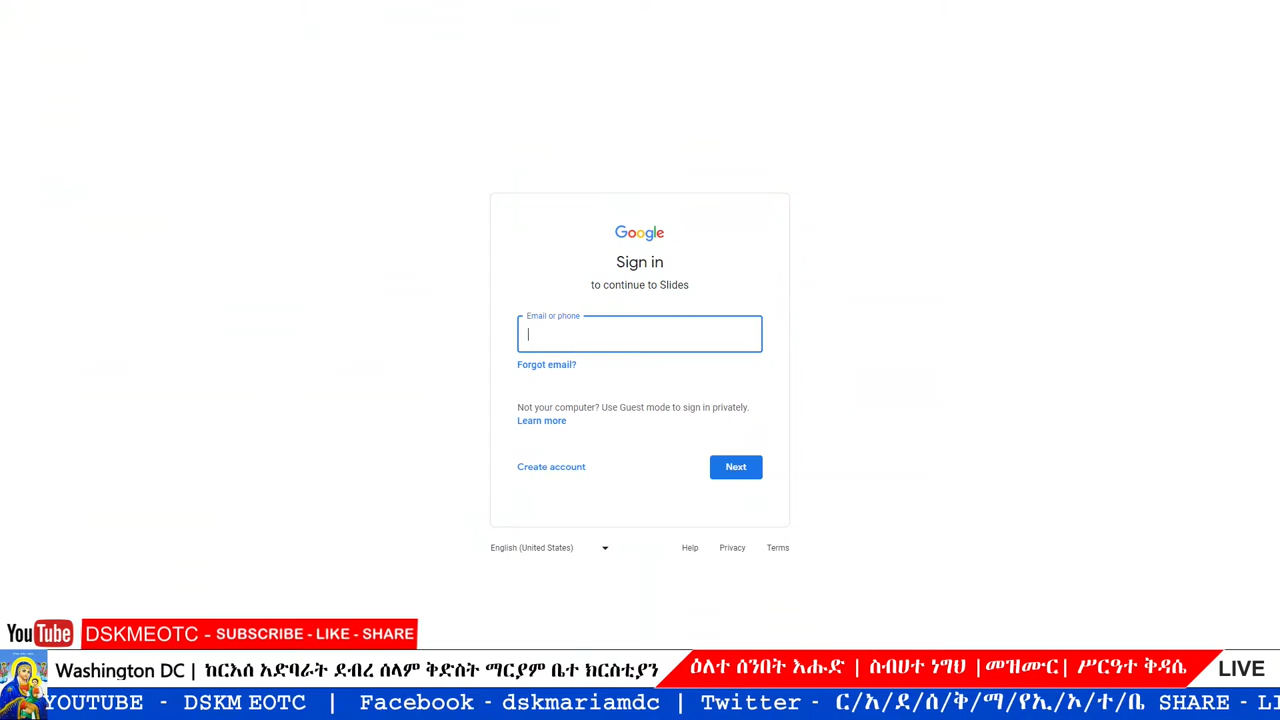 Google
Sign in
to continue to Slides
Email or phone
Forgot email?
Not your computer? Use Guest mode to sign in privately.
Learn more
Create account
Next
English (United States)
Help Privacy Terms
YouTube DSKMEOTC - SUBSCRIBE - LIKE - SHARE
Washington DC | ርእሰ አድባራት ደብረ ሰላም ቅድስት ማርያም ቤተ ክርስቲያን
ዕለተ ሰንበት እሑድ | ስብሀተ ነግህ |መዝሙር| ሥርዓተ ቅዳሴ
LIVE
YOUTUBE - DSKM EOTC | Facebook - dskmariamdc | Twitter - ር/አ/ደ/ሰ/ቅ/ማ/የኢ/ኦ/ተ/ቤ SHARE - LI